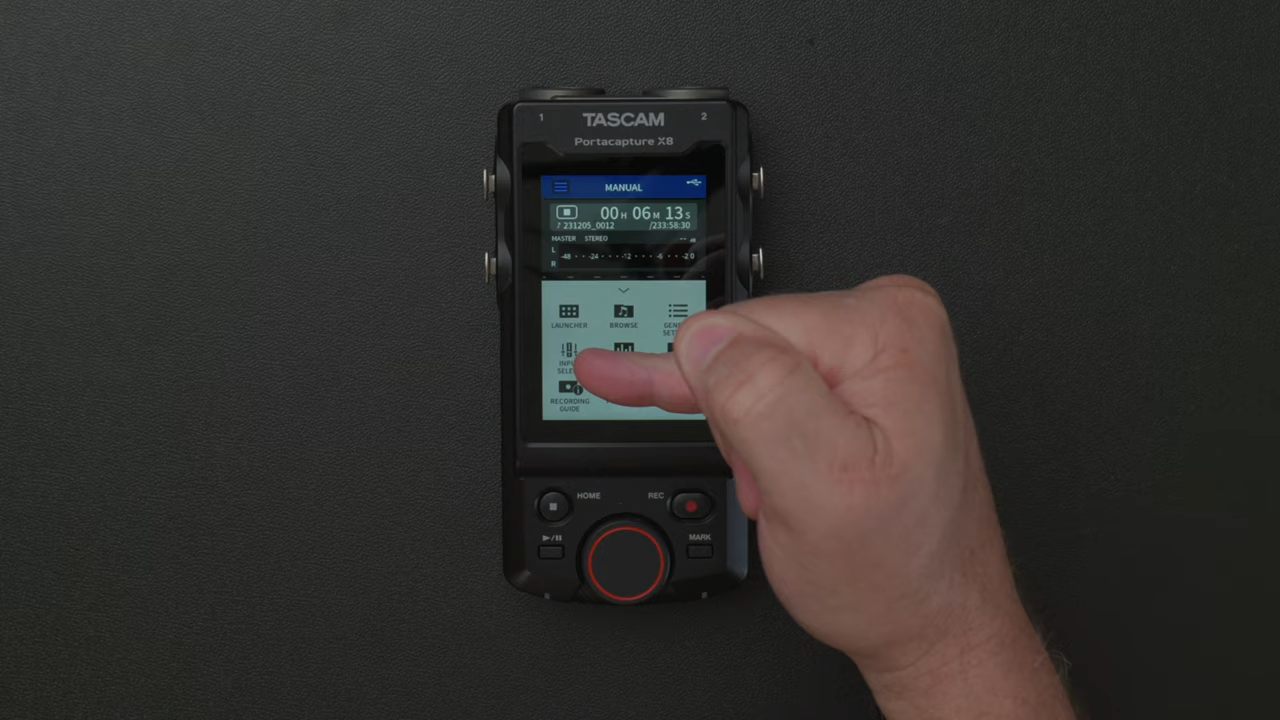 1 TASCAM 2
Portacapture X8
MANUAL
00H 06M 13S
231205_0012 /233:58:30
MASTER STEREO -- dB
L
-48 -24 -12 -6 -2 0
R
LAUNCHER BROWSE
RECORDING
GUIDE
HOME REC
MARK